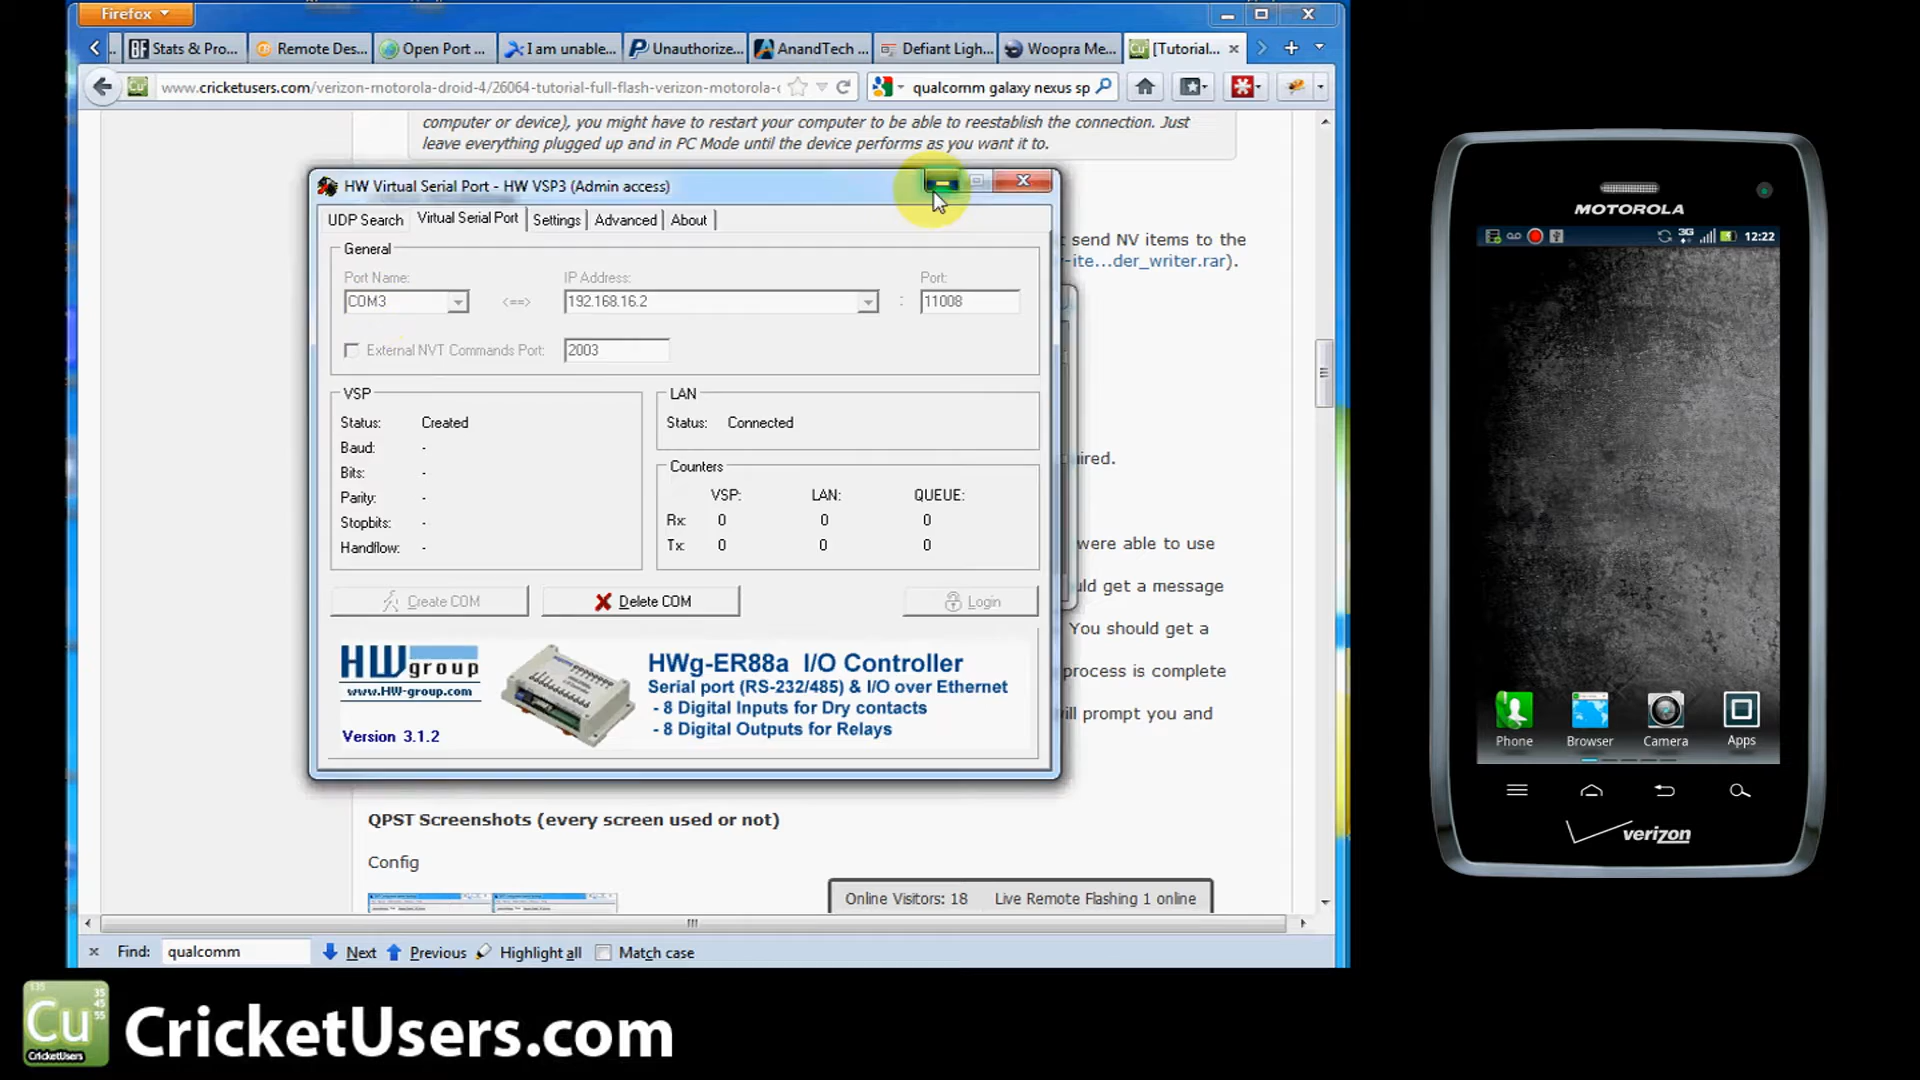 Firefox
Stats & Pro...
Remote Des...
Open Port ...
I am unable...
Unauthorize...
AnandTech ...
Defiant Ligh...
Woopra Me...
[Tutorial...
www.cricketusers.com/verizon-motorola-droid-4/26064-tutorial-full-flash-verizon-motorola-c
qualcomm galaxy nexus sp
computer or device), you might have to restart your computer to be able to reestablish the connection. Just
leave everything plugged up and in PC Mode until the device performs as you want it to.
HW Virtual Serial Port - HW VSP3 (Admin access)
UDP Search
Virtual Serial Port
Settings
Advanced
About
General
Port Name:
IP Address:
Port:
COM3
<==>
192.168.16.2
:
11008
External NVT Commands Port:
2003
VSP
Status: Created
Baud: -
Bits: -
Parity: -
Stopbits: -
Handflow: -
LAN
Status: Connected
Counters
VSP: LAN: QUEUE:
Rx: 0 0 0
Tx: 0 0 0
Create COM
Delete COM
Login
HWgroup
www.HW-group.com
Version 3.1.2
HWg-ER88a I/O Controller
Serial port (RS-232/485) & I/O over Ethernet
- 8 Digital Inputs for Dry contacts
- 8 Digital Outputs for Relays
t send NV items to the
-ite...der_writer.rar).
uired.
were able to use
uld get a message
You should get a
process is complete
ill prompt you and
QPST Screenshots (every screen used or not)
Config
Online Visitors: 18
Live Remote Flashing 1 online
Find:
qualcomm
Next
Previous
Highlight all
Match case
MOTOROLA
3G
12:22
Phone
Browser
Camera
Apps
verizon
135
Cu
35
45
55
CricketUsers
CricketUsers.com